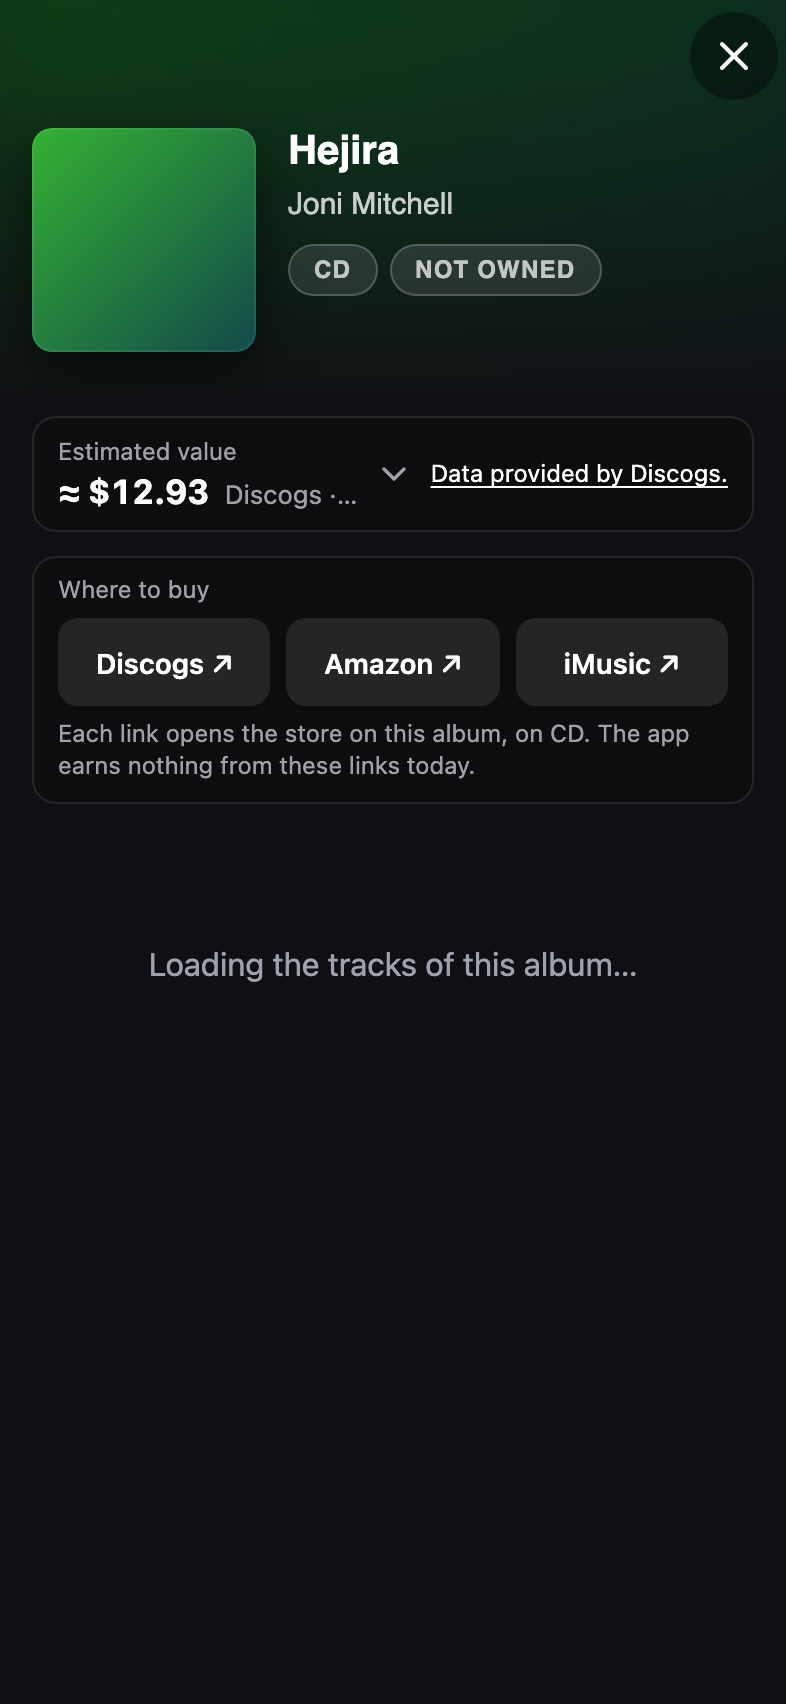 Hejira
Joni Mitchell
CD
NOT OWNED
Estimated value
≈ $12.93 Discogs ·...
Data provided by Discogs.
Where to buy
Discogs ↗
Amazon ↗
iMusic ↗
Each link opens the store on this album, on CD. The app
earns nothing from these links today.
Loading the tracks of this album...